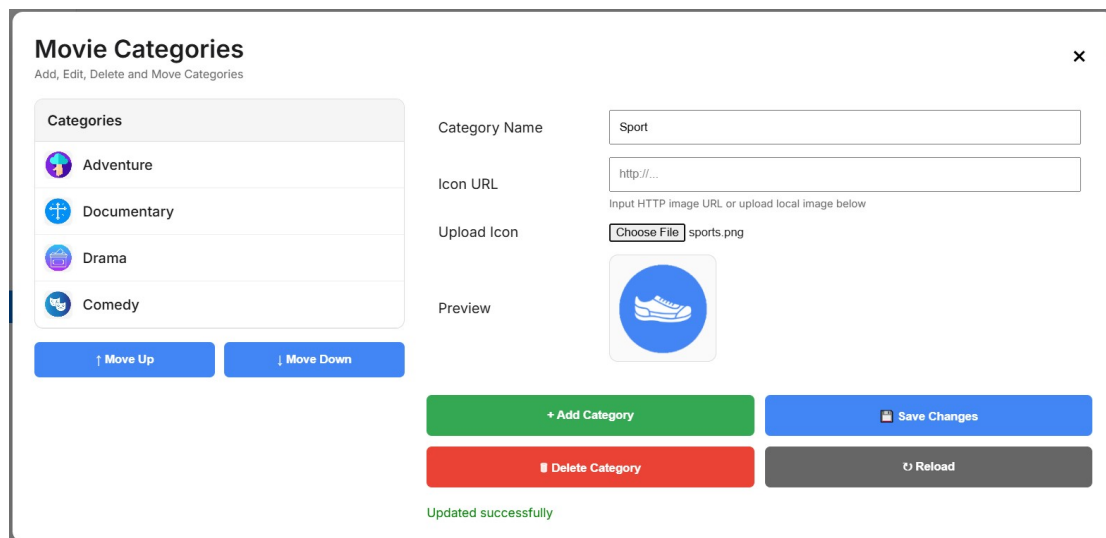 Movie Categories
Add, Edit, Delete and Move Categories
×
Categories
Adventure
Documentary
Drama
Comedy
↑ Move Up
↓ Move Down
Category Name
Sport
Icon URL
http://...
Input HTTP image URL or upload local image below
Upload Icon
Choose File sports.png
Preview
+ Add Category
💾 Save Changes
🗑 Delete Category
↻ Reload
Updated successfully